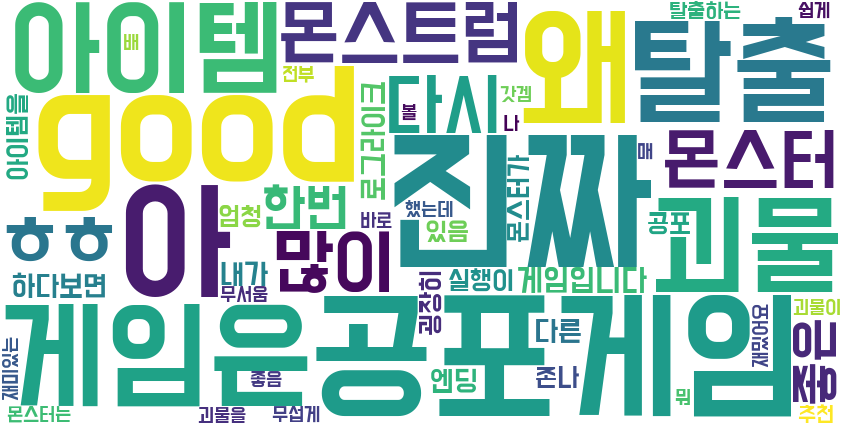 아이템 몬스트럼 왜 탈출하는 쉽게
배 전부 탈출
good 로그라이크 다시 볼 갓겜 나
아이템을 진짜 매 몬스터
아 엄청 한번 바로 했는데 있음 몬스터가 공포 괴물
ㅎㅎ 많이
하다보면 내가 무서움 굉장히 실행이 게임입니다
게임은 공포게임 다른 괴물이
재미있는 좋음 엔딩 존나 재밌어요 좋은
몬스터는 괴물을 무섭게 뭐 추천